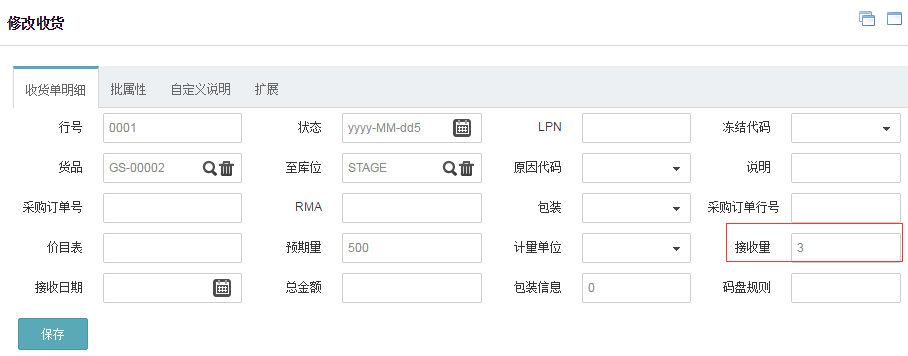 修改收货
收货单明细 批属性 自定义说明 扩展
行号 0001 状态 yyyy-MM-dd5 LPN 冻结代码
货品 GS-00002 至库位 STAGE 原因代码 说明
采购订单号 RMA 包装 采购订单行号
价目表 预期量 500 计量单位 接收量 3
接收日期 总金额 包装信息 0 码盘规则
保存